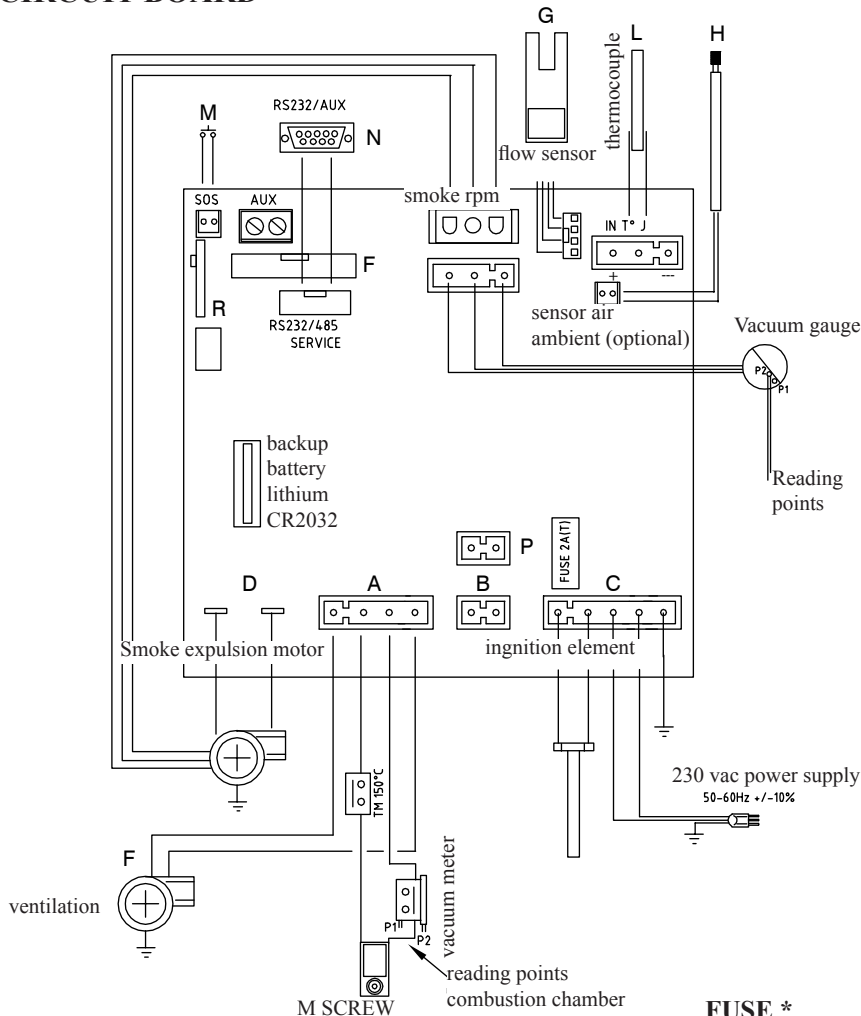 G
L
H
thermocouple
M
RS232/AUX
N
flow sensor
SOS
AUX
smoke rpm
IN T° J
F
+
---
R
RS232/485
SERVICE
sensor air
ambient (optional)
Vacuum gauge
P2
P1
backup
battery
lithium
CR2032
Reading
points
P
FUSE 2A(T)
D
A
B
C
Smoke expulsion motor
ingnition element
TM 150°C
230 vac power supply
50-60Hz +/-10%
F
ventilation
vacuum meter
P1
P2
reading points
combustion chamber
M SCREW
FUSE *